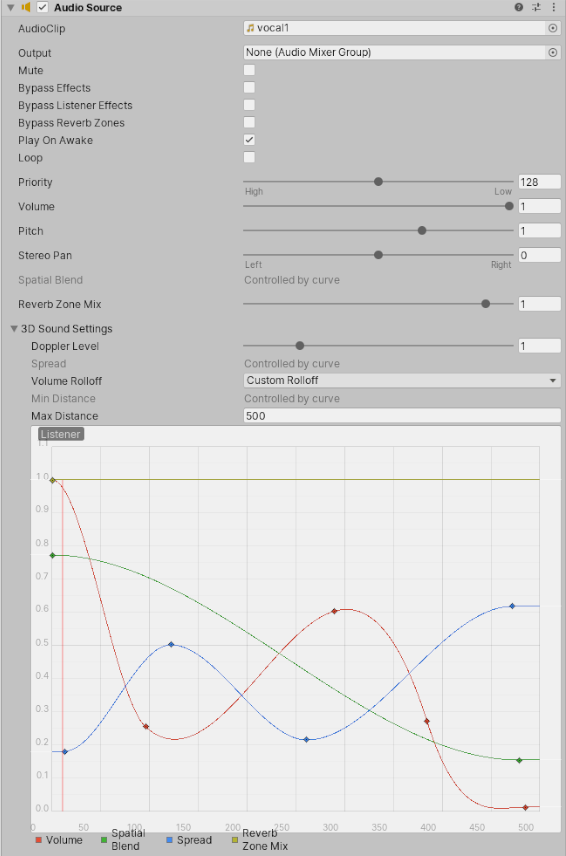 Audio Source
AudioClip vocal1
Output None (Audio Mixer Group)
Mute
Bypass Effects
Bypass Listener Effects
Bypass Reverb Zones
Play On Awake
Loop
Priority 128
High Low
Volume 1
Pitch 1
Stereo Pan 0
Left Right
Spatial Blend Controlled by curve
Reverb Zone Mix 1
3D Sound Settings
Doppler Level 1
Spread Controlled by curve
Volume Rolloff Custom Rolloff
Min Distance Controlled by curve
Max Distance 500
Listener
1.1
1.0
0.9
0.8
0.7
0.6
0.5
0.4
0.3
0.2
0.1
0.0
0 50 100 150 200 250 300 350 400 450 500
Volume Spatial Blend Spread Reverb Zone Mix